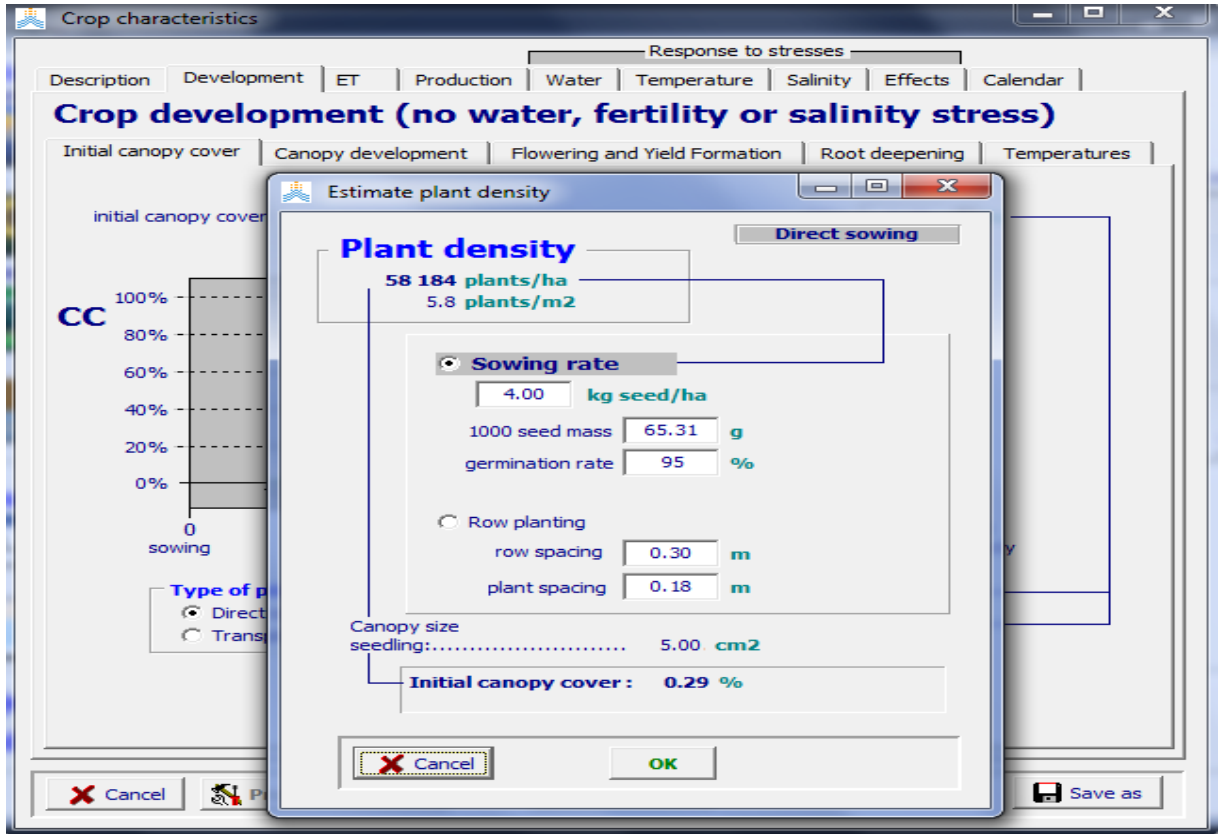 Crop characteristics
Response to stresses
Description Development ET Production Water Temperature Salinity Effects Calendar
Crop development (no water, fertility or salinity stress)
Initial canopy cover Canopy development Flowering and Yield Formation Root deepening Temperatures
Estimate plant density
initial canopy cover
Direct sowing
Plant density
58 184 plants/ha
5.8 plants/m2
CC
100%
80%
60%
40%
20%
0%
0
sowing
Sowing rate
4.00 kg seed/ha
1000 seed mass 65.31 g
germination rate 95 %
Row planting
row spacing 0.30 m
plant spacing 0.18 m
y
Type of p
Direct
Trans
Canopy size
seedling:.......................... 5.00 cm2
Initial canopy cover : 0.29 %
Cancel OK
Cancel P Save as